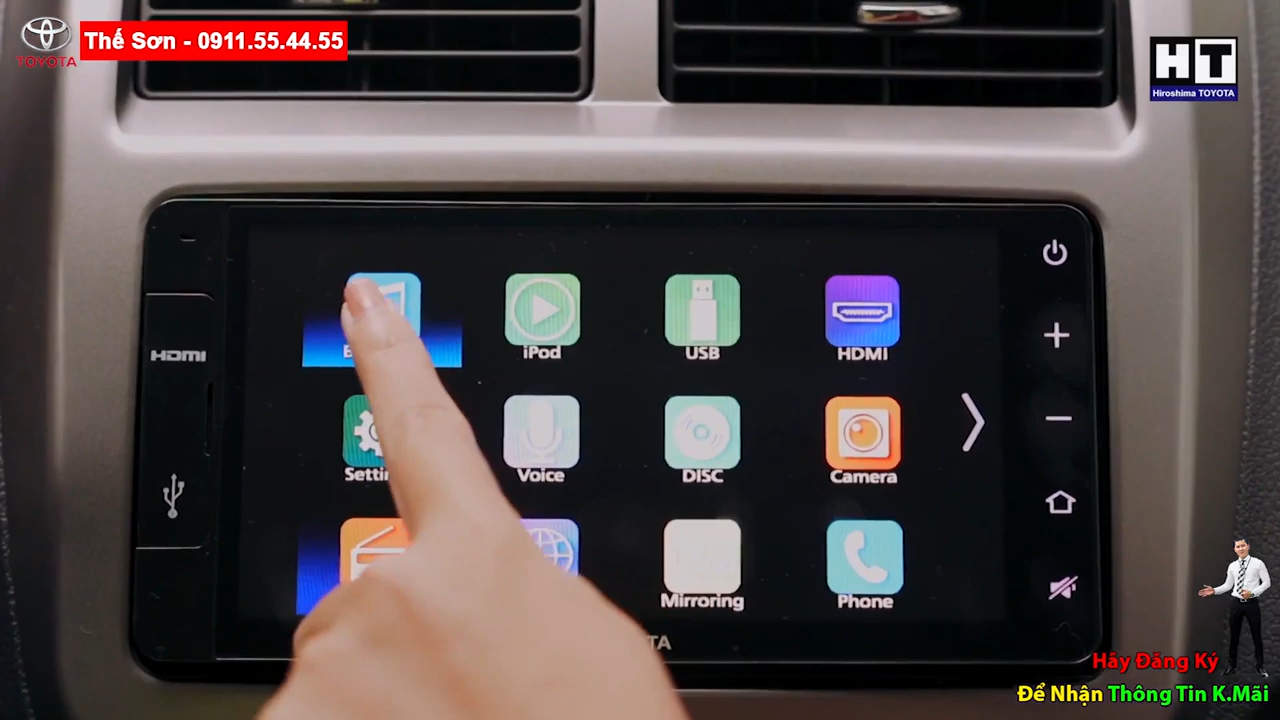 TOYOTA
Thế Sơn - 0911.55.44.55
HT
Hiroshima TOYOTA
HDMI
iPod
USB
HDMI
Voice
DISC
Camera
Mirroring
Phone
Hãy Đăng Ký
Để Nhận Thông Tin K.Mãi